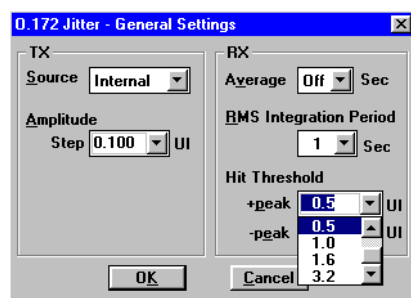 O.172 Jitter - General Settings
TX
Source Internal
Amplitude
Step 0.100 UI
RX
Average Off Sec
RMS Integration Period
1 Sec
Hit Threshold
+peak 0.5 UI
-peak UI
0.5
1.0
1.6
3.2
OK
Cancel